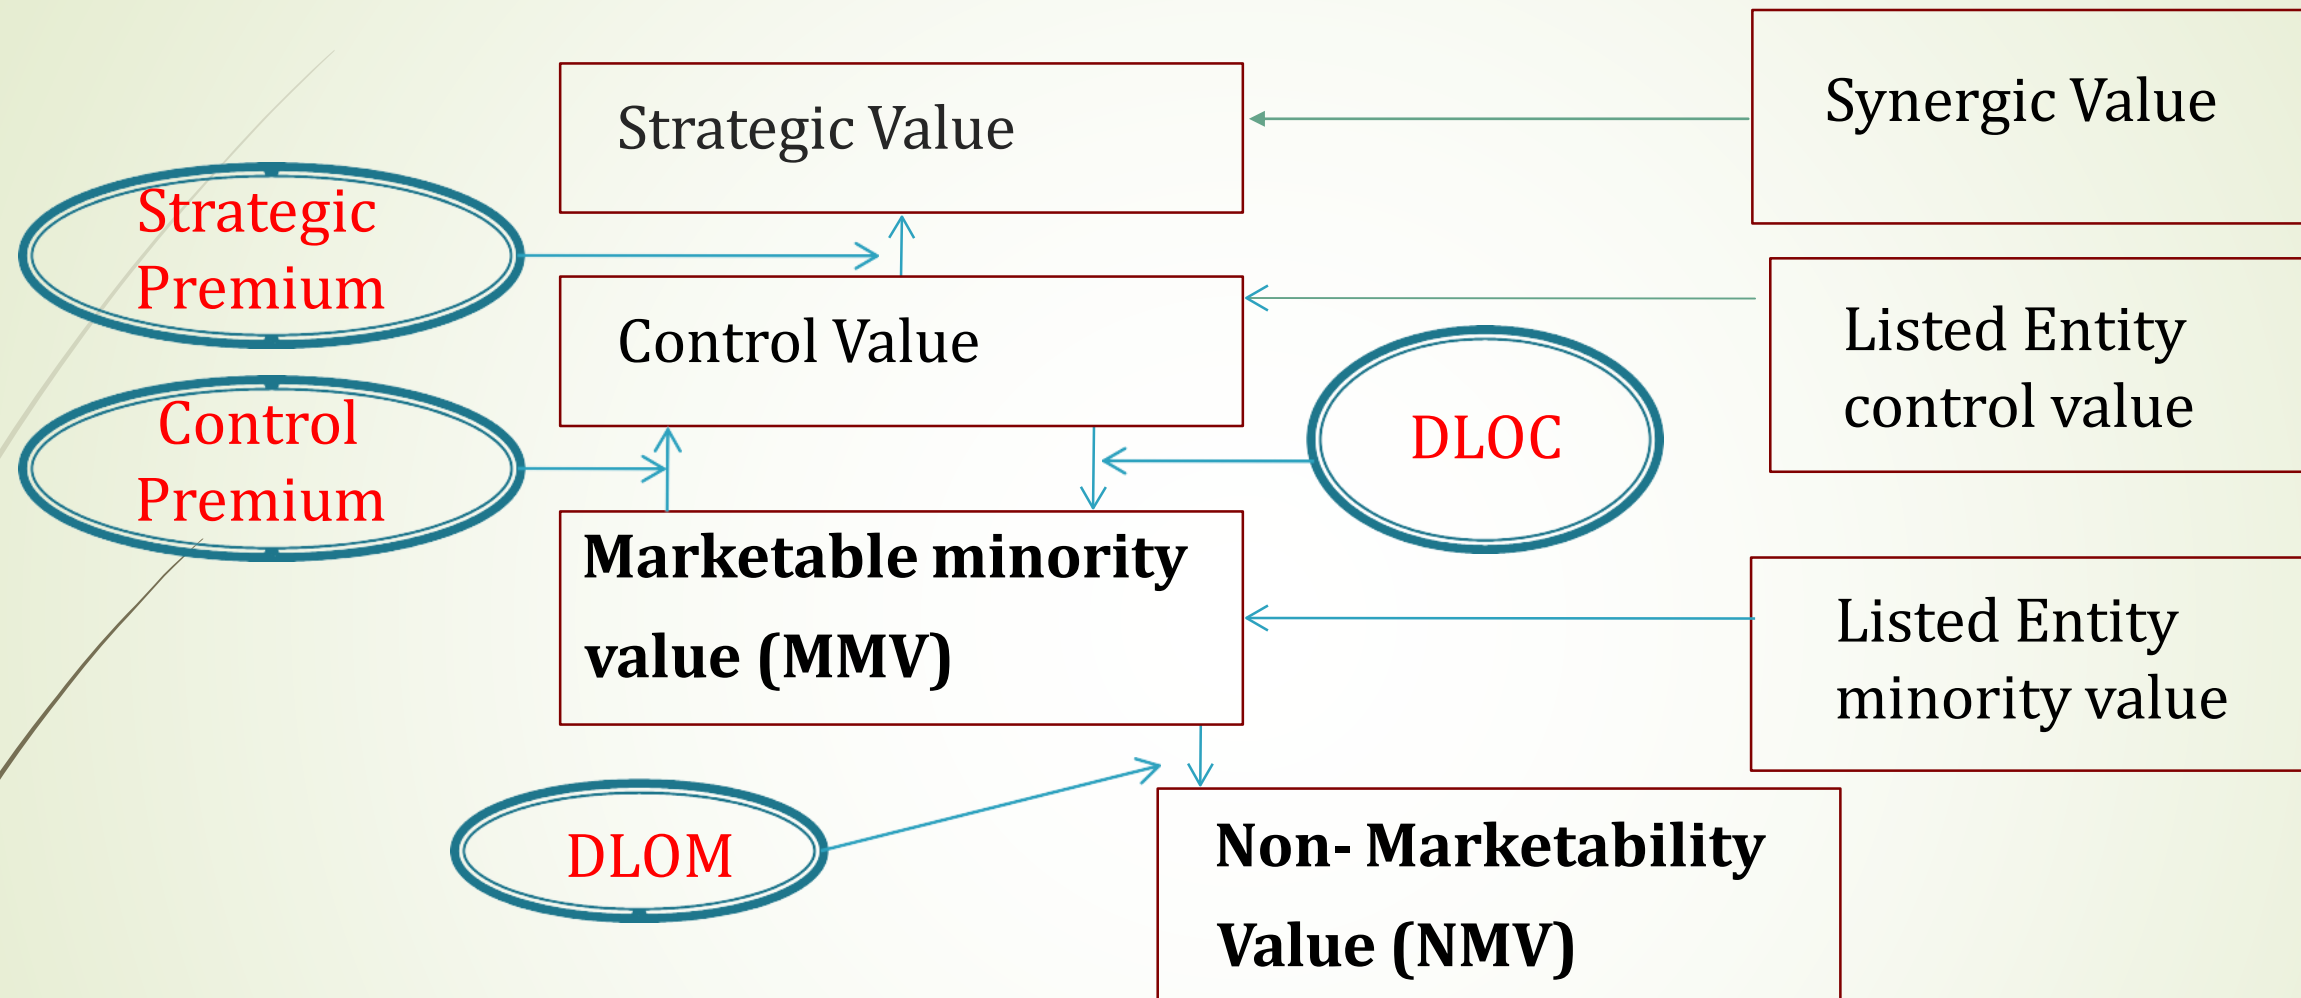 Strategic Value
Synergic Value
Strategic
Premium
Control Value
Listed Entity
control value
Control
Premium
DLOC
Marketable minority
value (MMV)
Listed Entity
minority value
DLOM
Non- Marketability
Value (NMV)